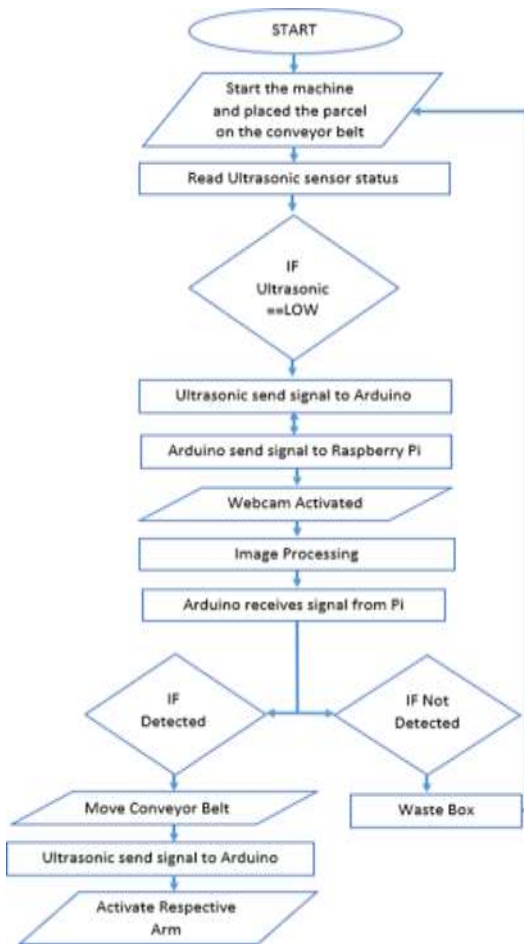 START
Start the machine
and placed the parcel
on the conveyor belt
Read Ultrasonic sensor status
IF
Ultrasonic
==LOW
Ultrasonic send signal to Arduino
Arduino send signal to Raspberry Pi
Webcam Activated
Image Processing
Arduino receives signal from Pi
IF
Detected
IF Not
Detected
Move Conveyor Belt
Waste Box
Ultrasonic send signal to Arduino
Activate Respective
Arm